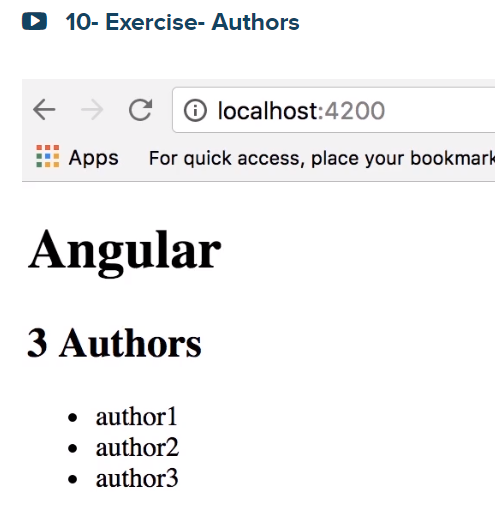 10- Exercise- Authors
localhost:4200
Apps For quick access, place your bookmark
Angular
3 Authors
author1
author2
author3